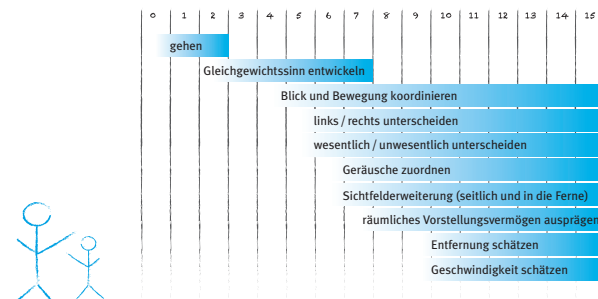 0 1 2 3 4 5 6 7 8 9 10 11 12 13 14 15
gehen
Gleichgewichtssinn entwickeln
Blick und Bewegung koordinieren
links / rechts unterscheiden
wesentlich / unwesentlich unterscheiden
Geräusche zuordnen
Sichtfelderweiterung (seitlich und in die Ferne)
räumliches Vorstellungsvermögen ausprägen
Entfernung schätzen
Geschwindigkeit schätzen